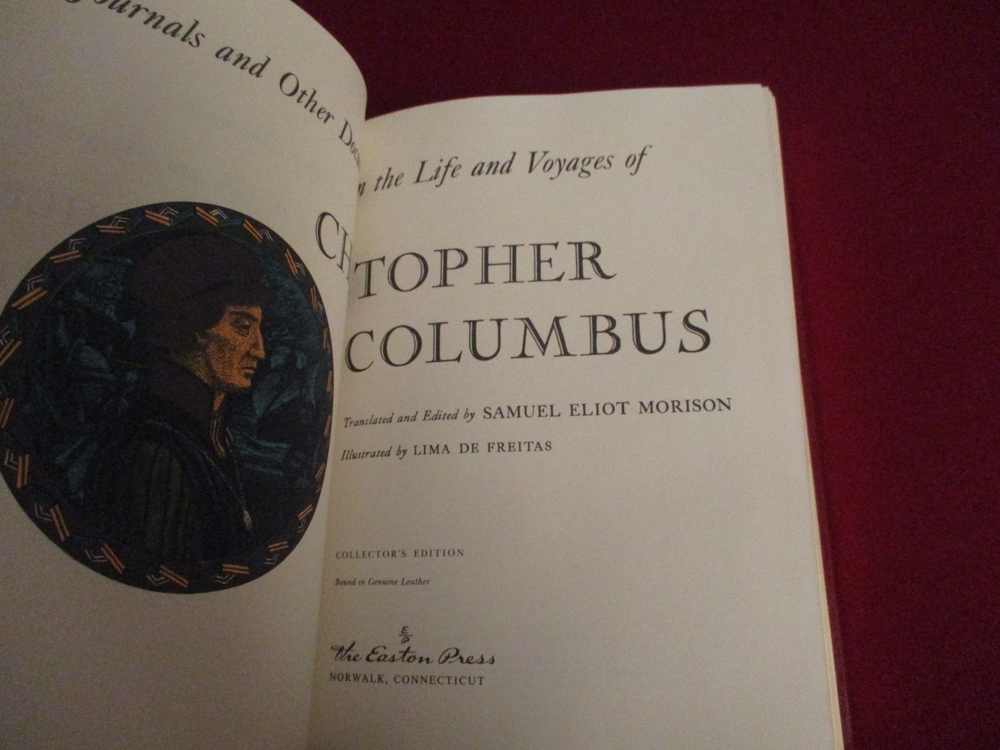 Journals and Other Doc
n the Life and Voyages of
CH TOPHER
COLUMBUS
Translated and Edited by SAMUEL ELIOT MORISON
Illustrated by LIMA DE FREITAS
COLLECTOR'S EDITION
Bound in Genuine Leather
E
P
the Easton Press
NORWALK, CONNECTICUT